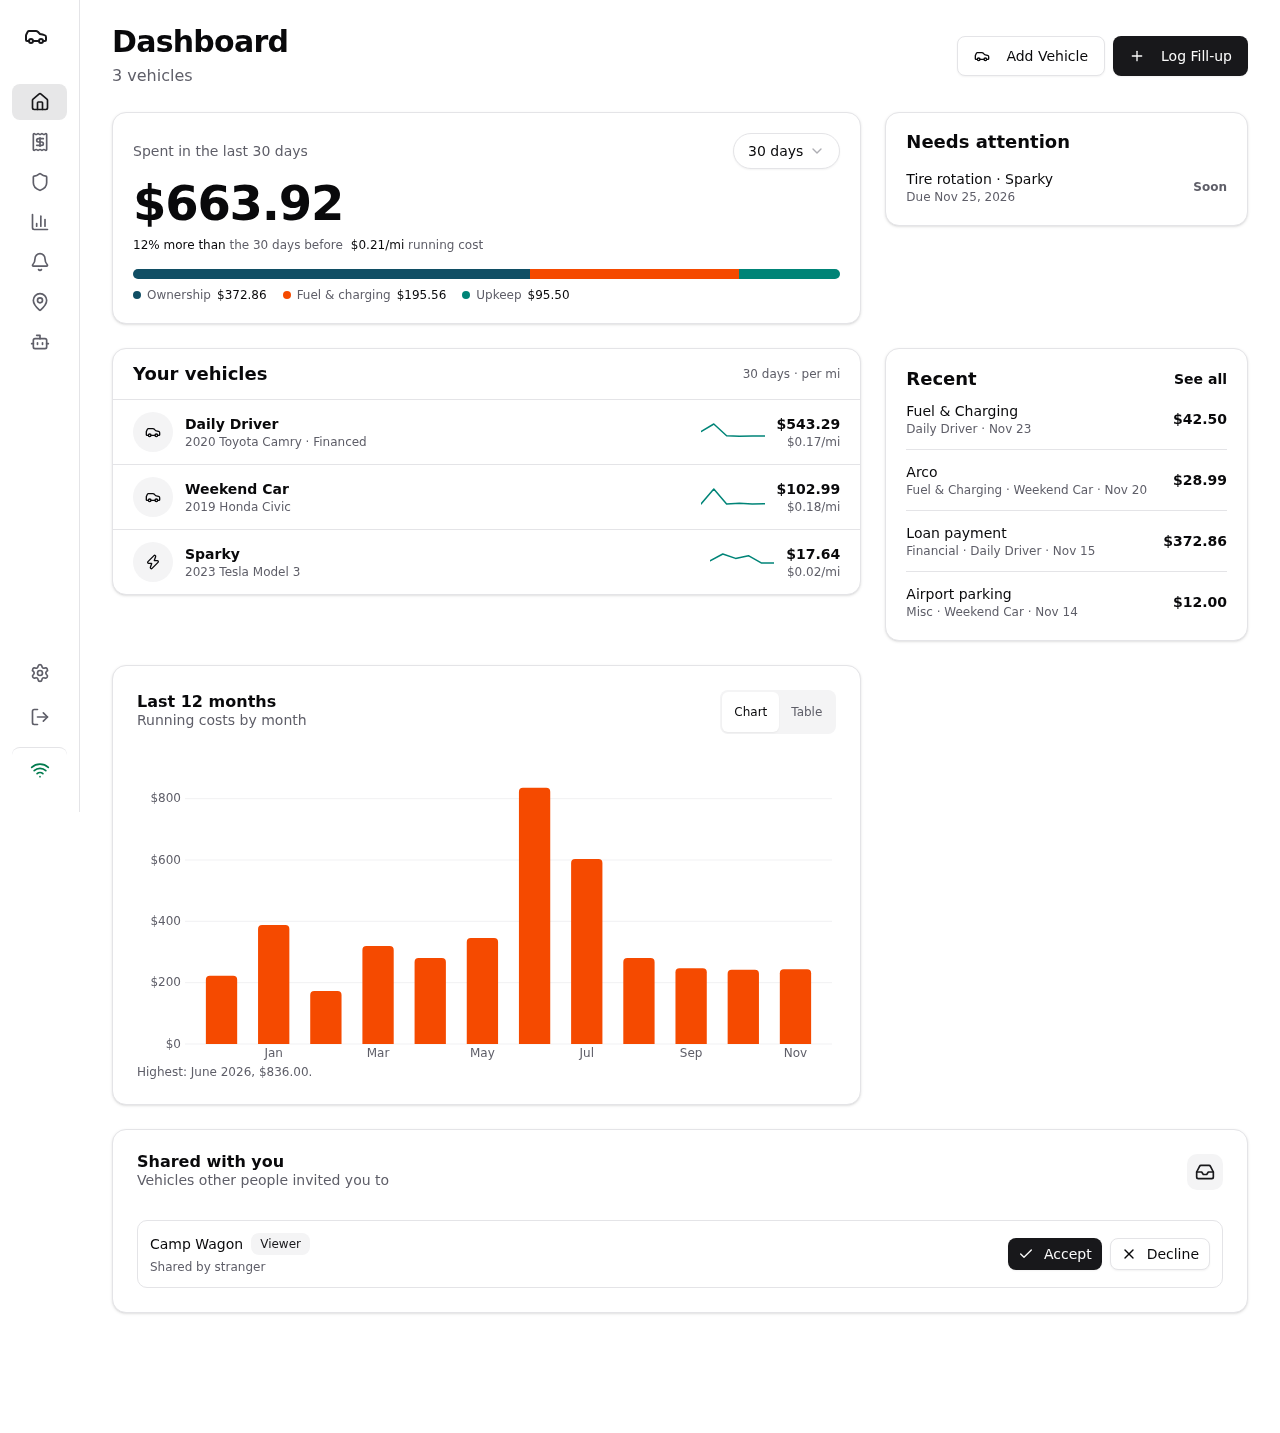 Dashboard
3 vehicles
Add Vehicle
Log Fill-up
Spent in the last 30 days
30 days
$663.92
12% more than the 30 days before $0.21/mi running cost
Ownership $372.86 Fuel & charging $195.56 Upkeep $95.50
Needs attention
Tire rotation · Sparky
Due Nov 25, 2026
Soon
Your vehicles
30 days · per mi
Daily Driver
2020 Toyota Camry · Financed
$543.29
$0.17/mi
Weekend Car
2019 Honda Civic
$102.99
$0.18/mi
Sparky
2023 Tesla Model 3
$17.64
$0.02/mi
Recent
See all
Fuel & Charging
Daily Driver · Nov 23
$42.50
Arco
Fuel & Charging · Weekend Car · Nov 20
$28.99
Loan payment
Financial · Daily Driver · Nov 15
$372.86
Airport parking
Misc · Weekend Car · Nov 14
$12.00
Last 12 months
Running costs by month
Chart
Table
$800
$600
$400
$200
$0
Jan Mar May Jul Sep Nov
Highest: June 2026, $836.00.
Shared with you
Vehicles other people invited you to
Camp Wagon Viewer
Shared by stranger
Accept
Decline